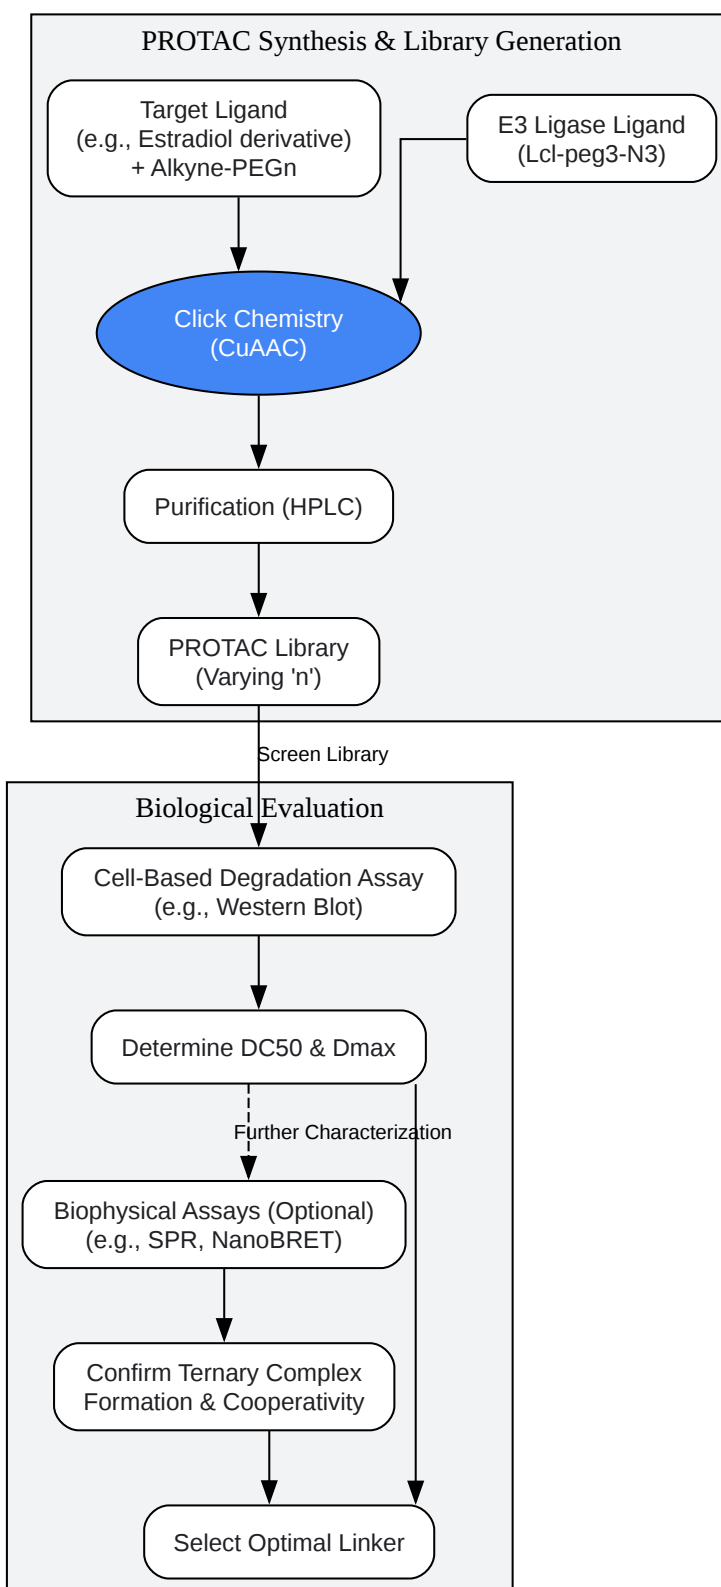 PROTAC Synthesis & Library Generation
Target Ligand
(e.g., Estradiol derivative)
+ Alkyne-PEGn
E3 Ligase Ligand
(Lcl-peg3-N3)
Click Chemistry
(CuAAC)
Purification (HPLC)
PROTAC Library
(Varying 'n')
Screen Library
Biological Evaluation
Cell-Based Degradation Assay
(e.g., Western Blot)
Determine DC50 & Dmax
Further Characterization
Biophysical Assays (Optional)
(e.g., SPR, NanoBRET)
Confirm Ternary Complex
Formation & Cooperativity
Select Optimal Linker